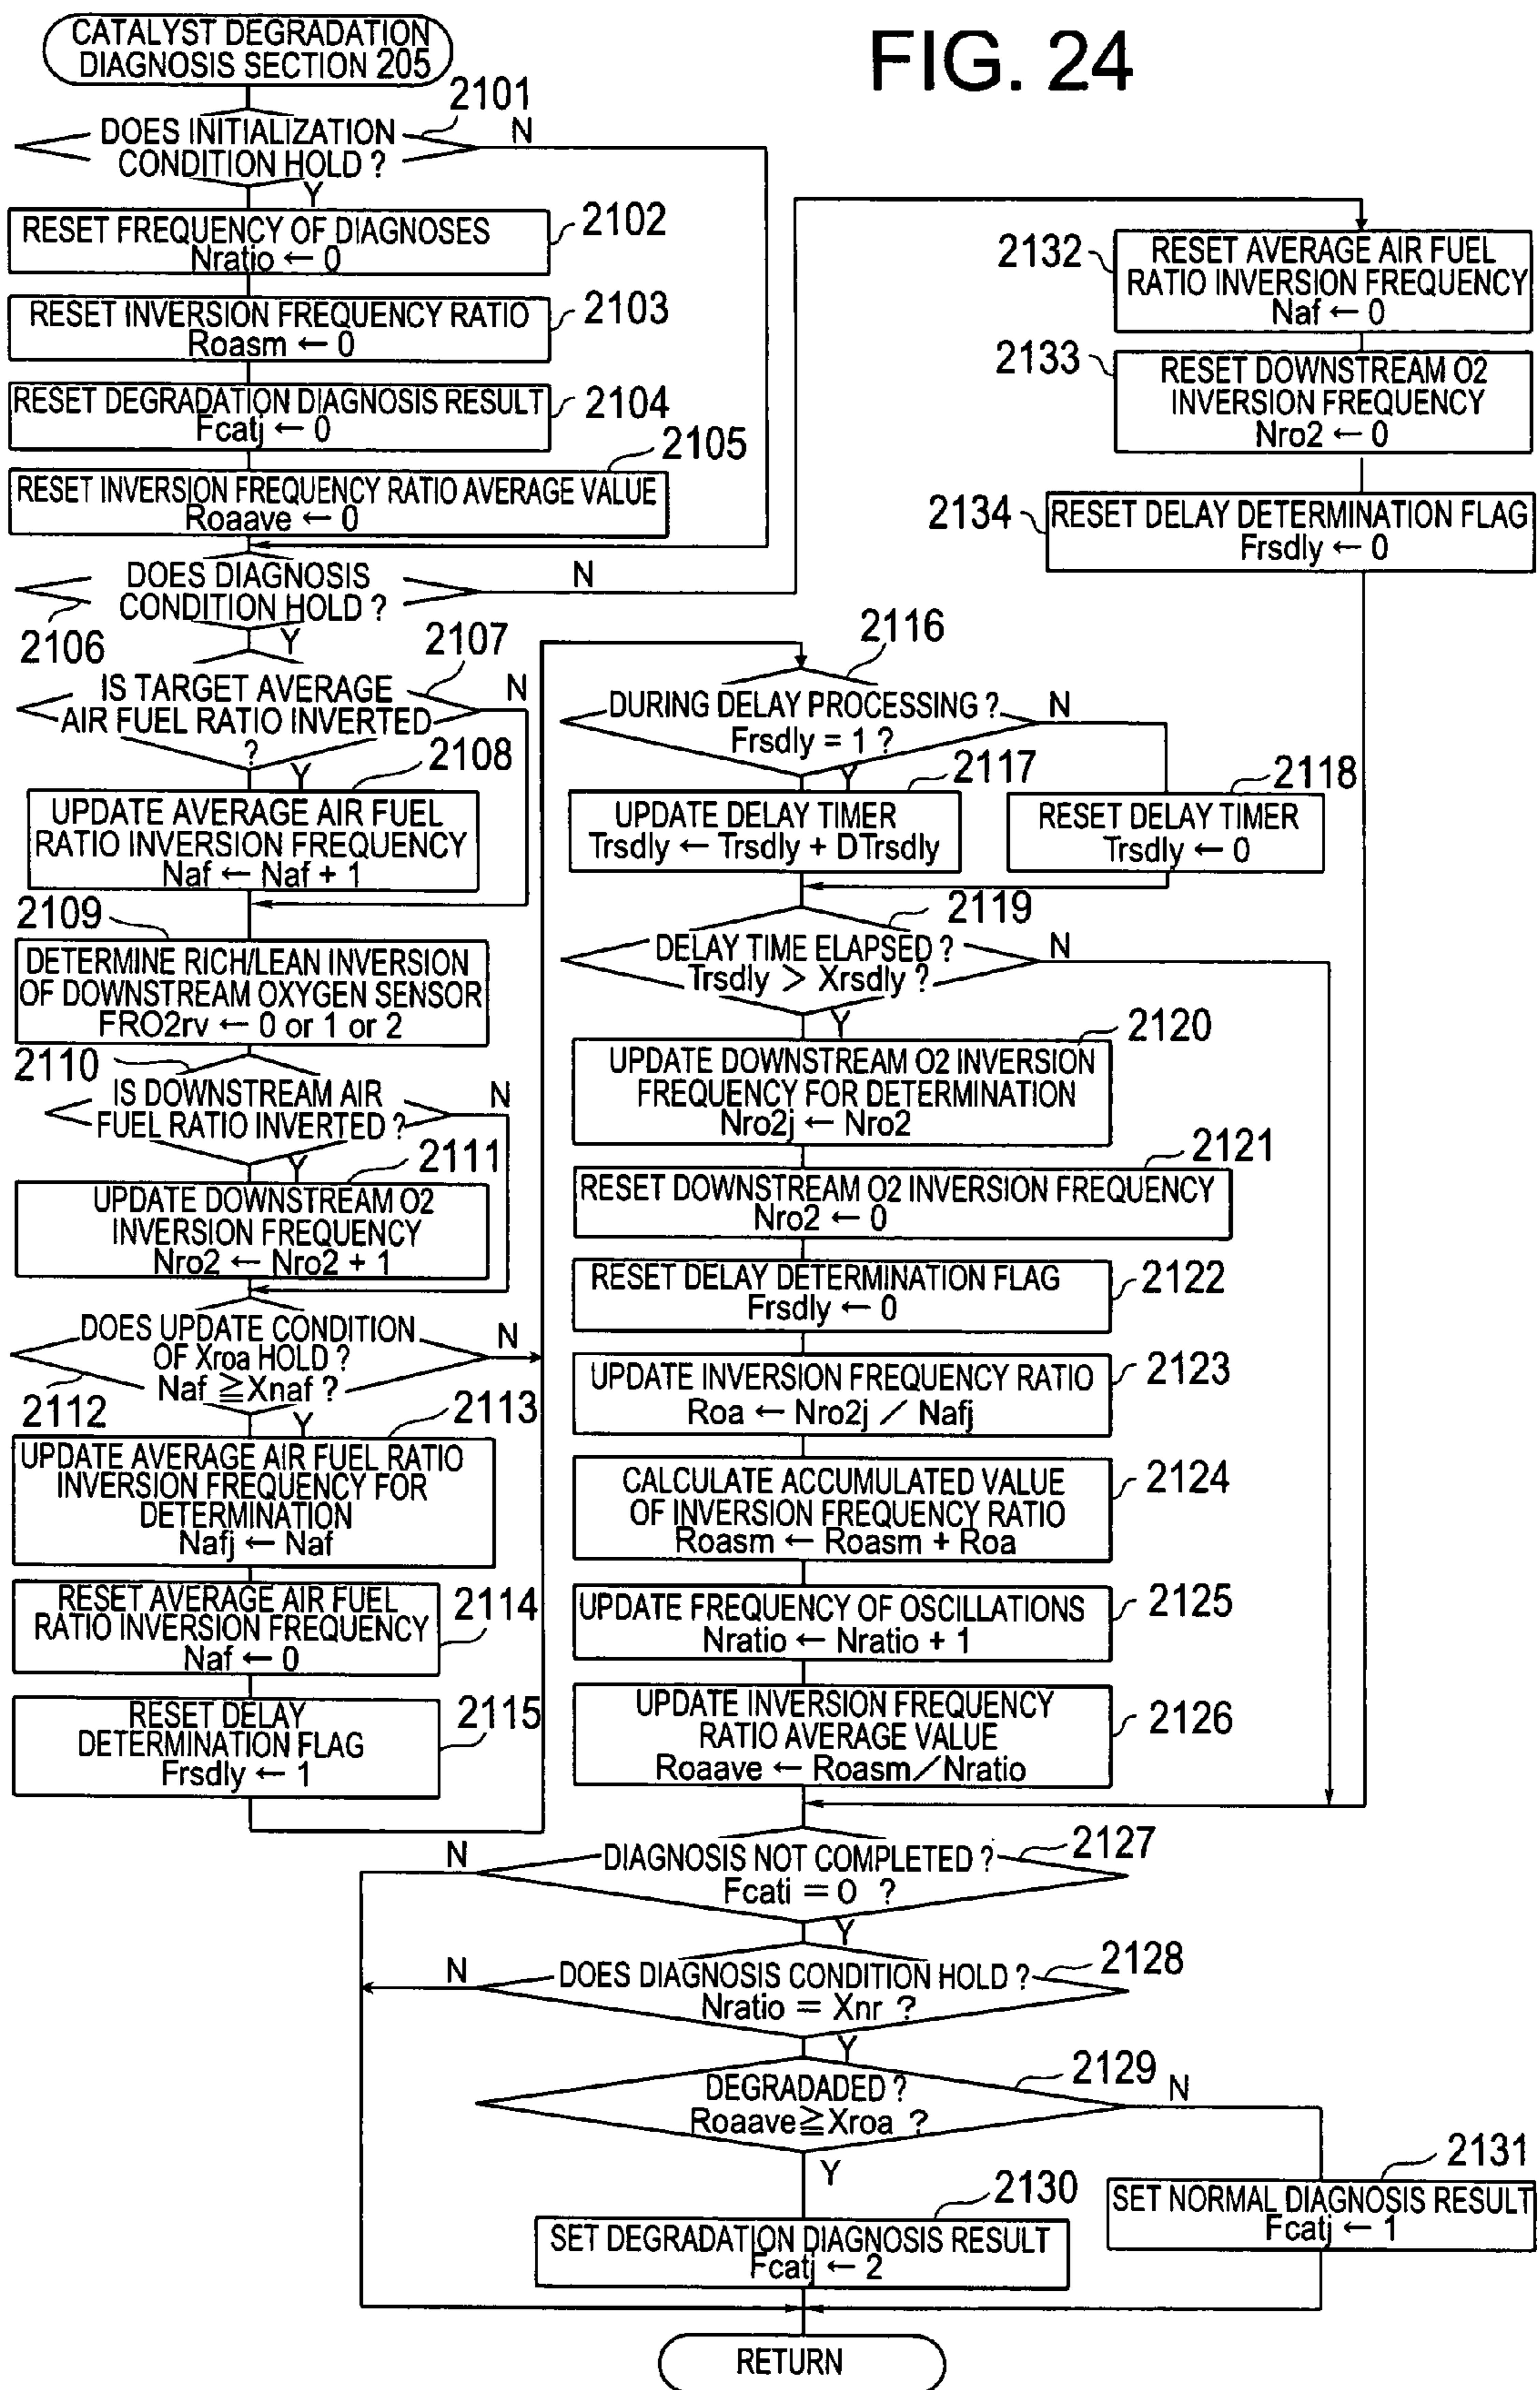 FIG. 24
CATALYST DEGRADATION
DIAGNOSIS SECTION 205
2101
DOES INITIALIZATION
CONDITION HOLD ?
N
Y
RESET FREQUENCY OF DIAGNOSES
Nratio ← 0
2102
RESET INVERSION FREQUENCY RATIO
Roasm ← 0
2103
RESET DEGRADATION DIAGNOSIS RESULT
Fcatj ← 0
2104
2105
RESET INVERSION FREQUENCY RATIO AVERAGE VALUE
Roaave ← 0
DOES DIAGNOSIS
CONDITION HOLD ?
N
2106
Y
2107
IS TARGET AVERAGE
AIR FUEL RATIO INVERTED
?
N
Y
2108
UPDATE AVERAGE AIR FUEL
RATIO INVERSION FREQUENCY
Naf ← Naf + 1
2109
DETERMINE RICH/LEAN INVERSION
OF DOWNSTREAM OXYGEN SENSOR
FRO2rv ← 0 or 1 or 2
2110
IS DOWNSTREAM AIR
FUEL RATIO INVERTED ?
N
Y
2111
UPDATE DOWNSTREAM O2
INVERSION FREQUENCY
Nro2 ← Nro2 + 1
DOES UPDATE CONDITION
OF Xroa HOLD ?
Naf ≧ Xnaf ?
N
2112
Y
2113
UPDATE AVERAGE AIR FUEL RATIO
INVERSION FREQUENCY FOR
DETERMINATION
Nafj ← Naf
RESET AVERAGE AIR FUEL
RATIO INVERSION FREQUENCY
Naf ← 0
2114
RESET DELAY
DETERMINATION FLAG
Frsdly ← 1
2115
2116
DURING DELAY PROCESSING ?
Frsdly = 1 ?
N
Y
2117
UPDATE DELAY TIMER
Trsdly ← Trsdly + DTrsdly
2118
RESET DELAY TIMER
Trsdly ← 0
2119
DELAY TIME ELAPSED ?
Trsdly > Xrsdly ?
N
Y
2120
UPDATE DOWNSTREAM O2 INVERSION
FREQUENCY FOR DETERMINATION
Nro2j ← Nro2
2121
RESET DOWNSTREAM O2 INVERSION FREQUENCY
Nro2 ← 0
RESET DELAY DETERMINATION FLAG
Frsdly ← 0
2122
UPDATE INVERSION FREQUENCY RATIO
Roa ← Nro2j / Nafj
2123
CALCULATE ACCUMULATED VALUE
OF INVERSION FREQUENCY RATIO
Roasm ← Roasm + Roa
2124
UPDATE FREQUENCY OF OSCILLATIONS
Nratio ← Nratio + 1
2125
UPDATE INVERSION FREQUENCY
RATIO AVERAGE VALUE
Roaave ← Roasm/Nratio
2126
2132
RESET AVERAGE AIR FUEL
RATIO INVERSION FREQUENCY
Naf ← 0
2133
RESET DOWNSTREAM O2
INVERSION FREQUENCY
Nro2 ← 0
2134
RESET DELAY DETERMINATION FLAG
Frsdly ← 0
2127
DIAGNOSIS NOT COMPLETED ?
Fcati = 0 ?
N
Y
2128
DOES DIAGNOSIS CONDITION HOLD ?
Nratio = Xnr ?
N
Y
2129
DEGRADADED ?
Roaave≧Xroa ?
N
Y
2130
SET DEGRADATION DIAGNOSIS RESULT
Fcatj ← 2
2131
SET NORMAL DIAGNOSIS RESULT
Fcatj ← 1
RETURN